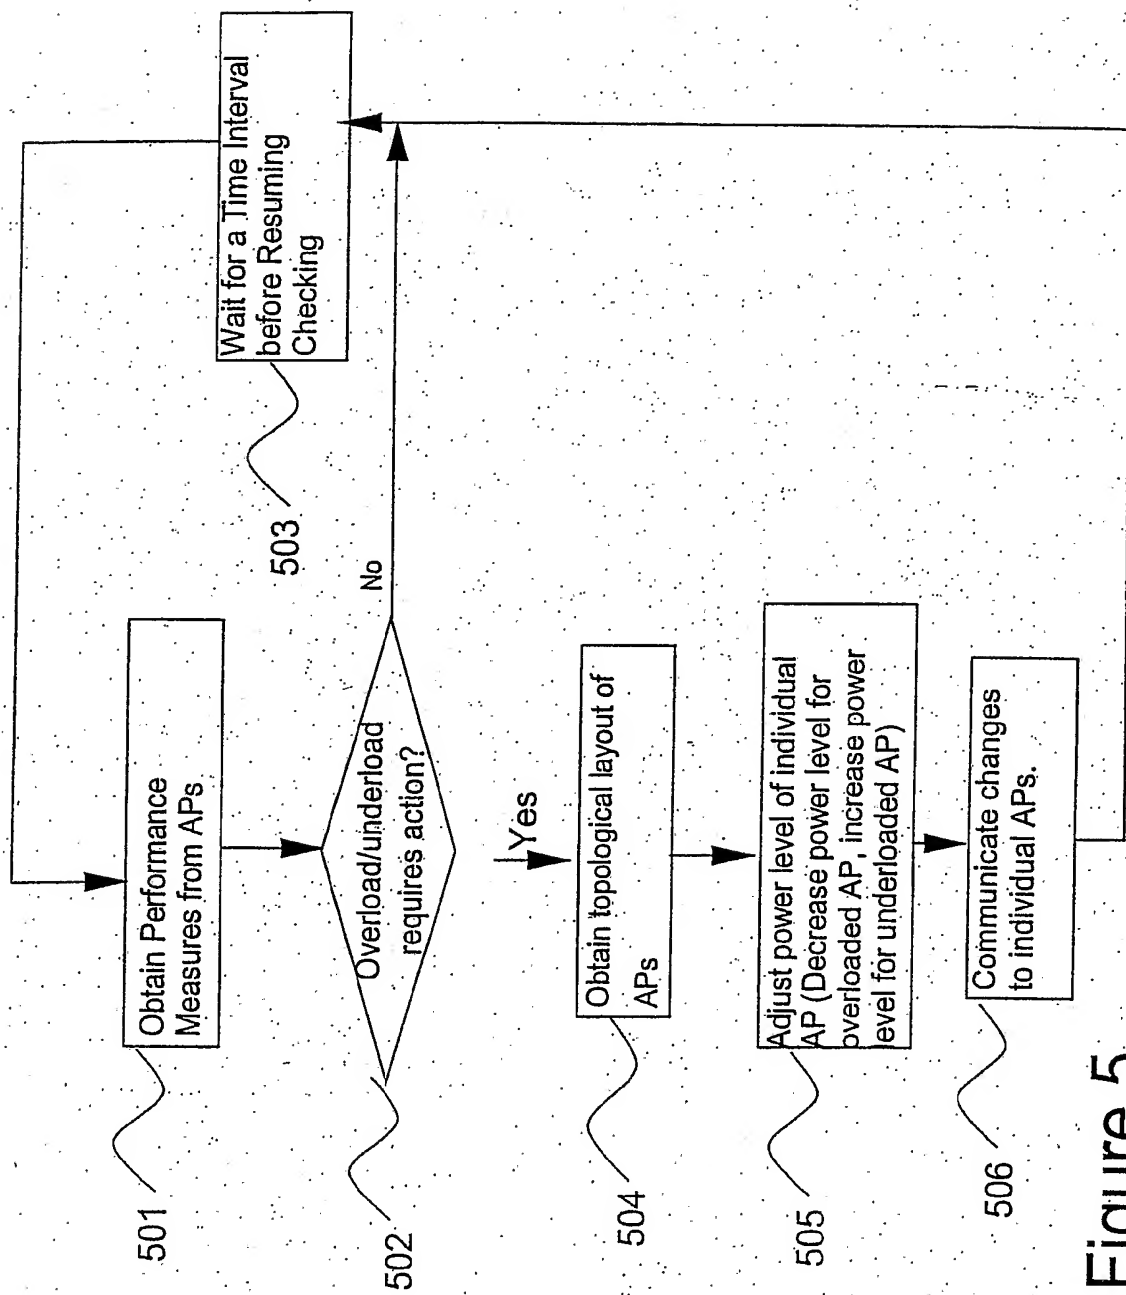 Obtain Performance
Measures from APs
501
Overload/underload
requires action?
502
No
Wait for a Time Interval
before Resuming
Checking
503
Yes
Obtain topological layout of
APs
504
Adjust power level of individual
AP (Decrease power level for
overloaded AP, increase power
level for underloaded AP)
505
Communicate changes
to individual APs.
506
Figure 5